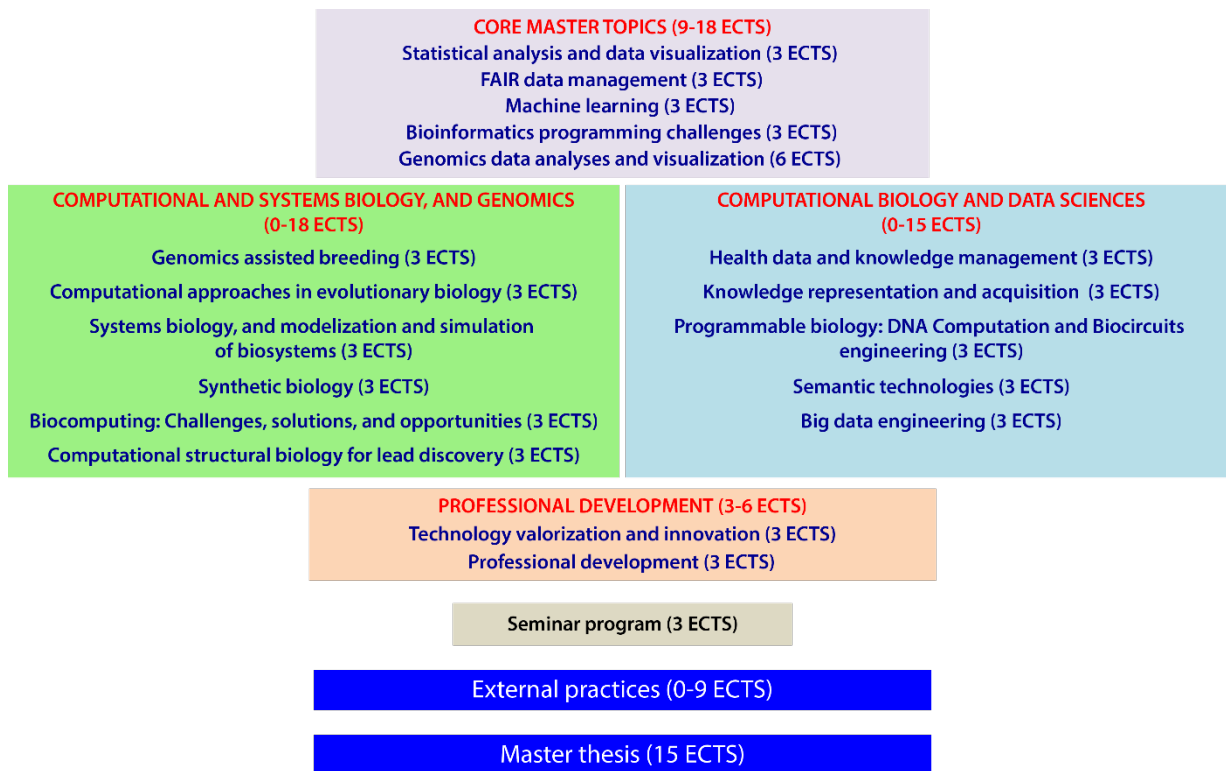 CORE MASTER TOPICS (9-18 ECTS)
Statistical analysis and data visualization (3 ECTS)
FAIR data management (3 ECTS)
Machine learning (3 ECTS)
Bioinformatics programming challenges (3 ECTS)
Genomics data analyses and visualization (6 ECTS)
COMPUTATIONAL AND SYSTEMS BIOLOGY, AND GENOMICS
(0-18 ECTS)
Genomics assisted breeding (3 ECTS)
Computational approaches in evolutionary biology (3 ECTS)
Systems biology, and modelization and simulation
of biosystems (3 ECTS)
Synthetic biology (3 ECTS)
Biocomputing: Challenges, solutions, and opportunities (3 ECTS)
Computational structural biology for lead discovery (3 ECTS)
COMPUTATIONAL BIOLOGY AND DATA SCIENCES
(0-15 ECTS)
Health data and knowledge management (3 ECTS)
Knowledge representation and acquisition (3 ECTS)
Programmable biology: DNA Computation and Biocircuits
engineering (3 ECTS)
Semantic technologies (3 ECTS)
Big data engineering (3 ECTS)
PROFESSIONAL DEVELOPMENT (3-6 ECTS)
Technology valorization and innovation (3 ECTS)
Professional development (3 ECTS)
Seminar program (3 ECTS)
External practices (0-9 ECTS)
Master thesis (15 ECTS)